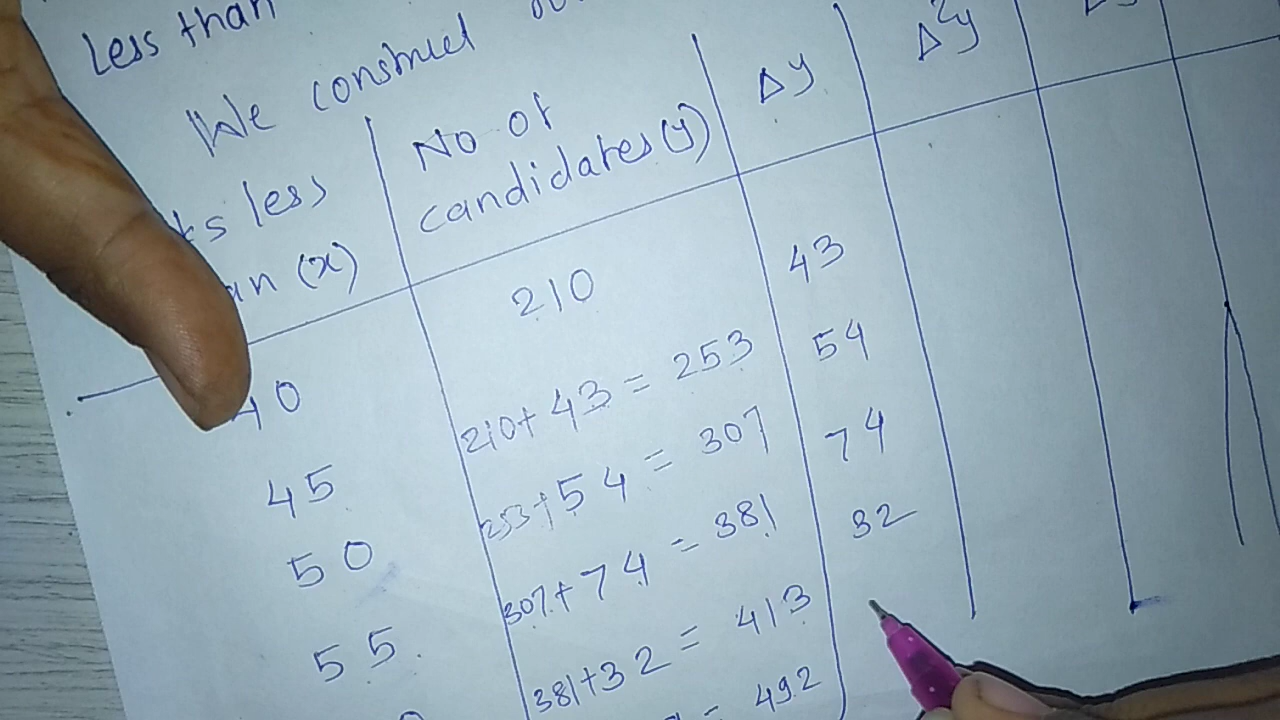 Less than
We construct
less
(x)
No of
candidates (y)
Δy
Δ²y
210
43
40
210 + 43 = 253
54
45
253 + 54 = 307
74
50
307 + 74 = 381
32
55
381 + 32 = 413
= 492